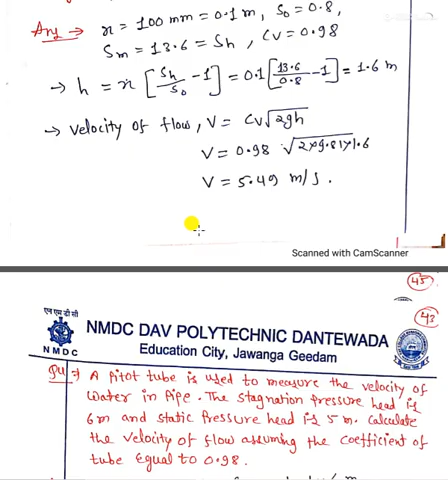 Ans → x = 100 mm = 0.1 m, So = 0.8,
Sm = 13.6 = Sh, Cv = 0.98
→ h = x [Sh/So - 1] = 0.1 [13.6/0.8 - 1] = 1.6 m
→ velocity of flow, V = Cv √2gh
V = 0.98 √2×9.81×1.6
V = 5.49 m/s.
Scanned with CamScanner
45
43
एन एम डी सी
NMDC DAV POLYTECHNIC DANTEWADA
NMDC
Education City, Jawanga Geedam
A Pitot tube is used to measure the velocity of
water in pipe. The stagnation pressure head is
6m and static pressure head is 5 m. calculate
the velocity of flow assuming the coefficient of
tube equal to 0.98.